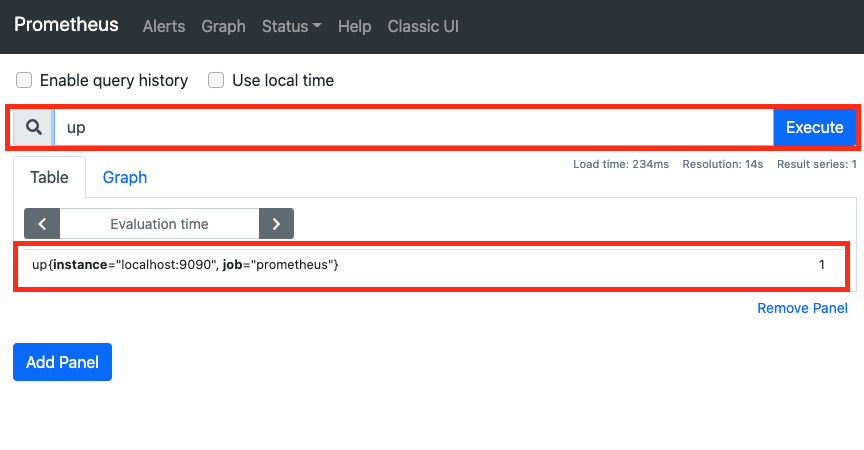 Prometheus Alerts Graph Status Help Classic UI
Enable query history Use local time
up Execute
Load time: 234ms Resolution: 14s Result series: 1
Table Graph
Evaluation time
up{instance="localhost:9090", job="prometheus"} 1
Remove Panel
Add Panel